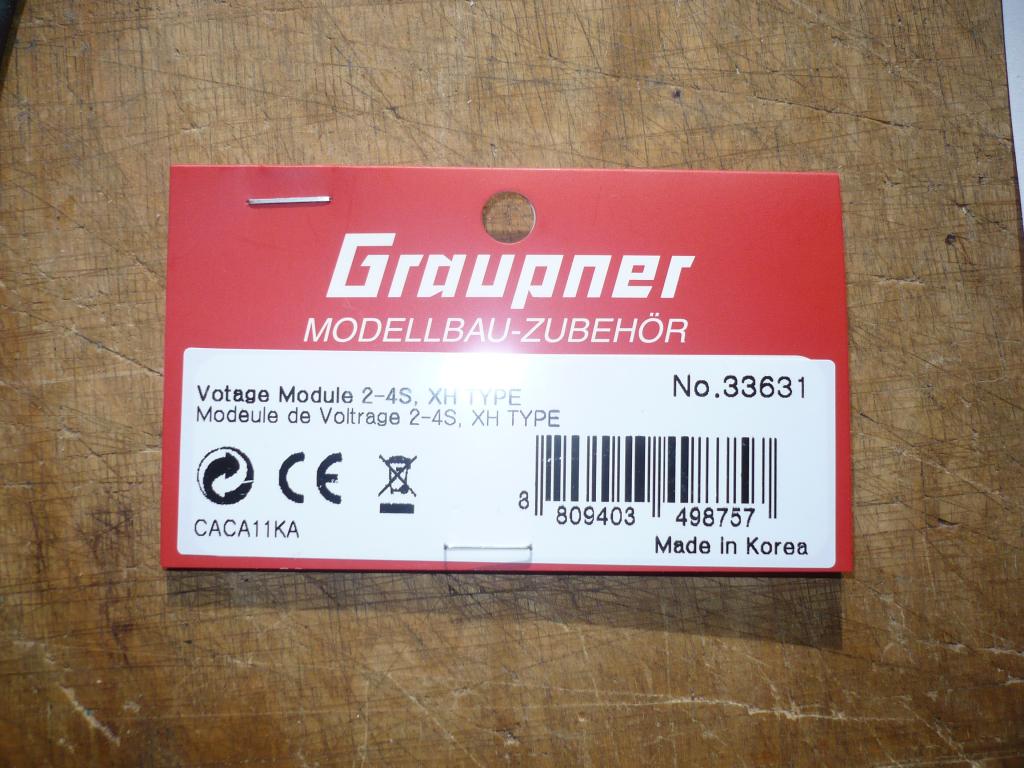 Graupner
MODELLBAU-ZUBEHÖR
Votage Module 2-4S, XH TYPE
No.33631
Modeule de Voltrage 2-4S, XH TYPE
CE
8 809403 498757
CACA11KA
Made in Korea